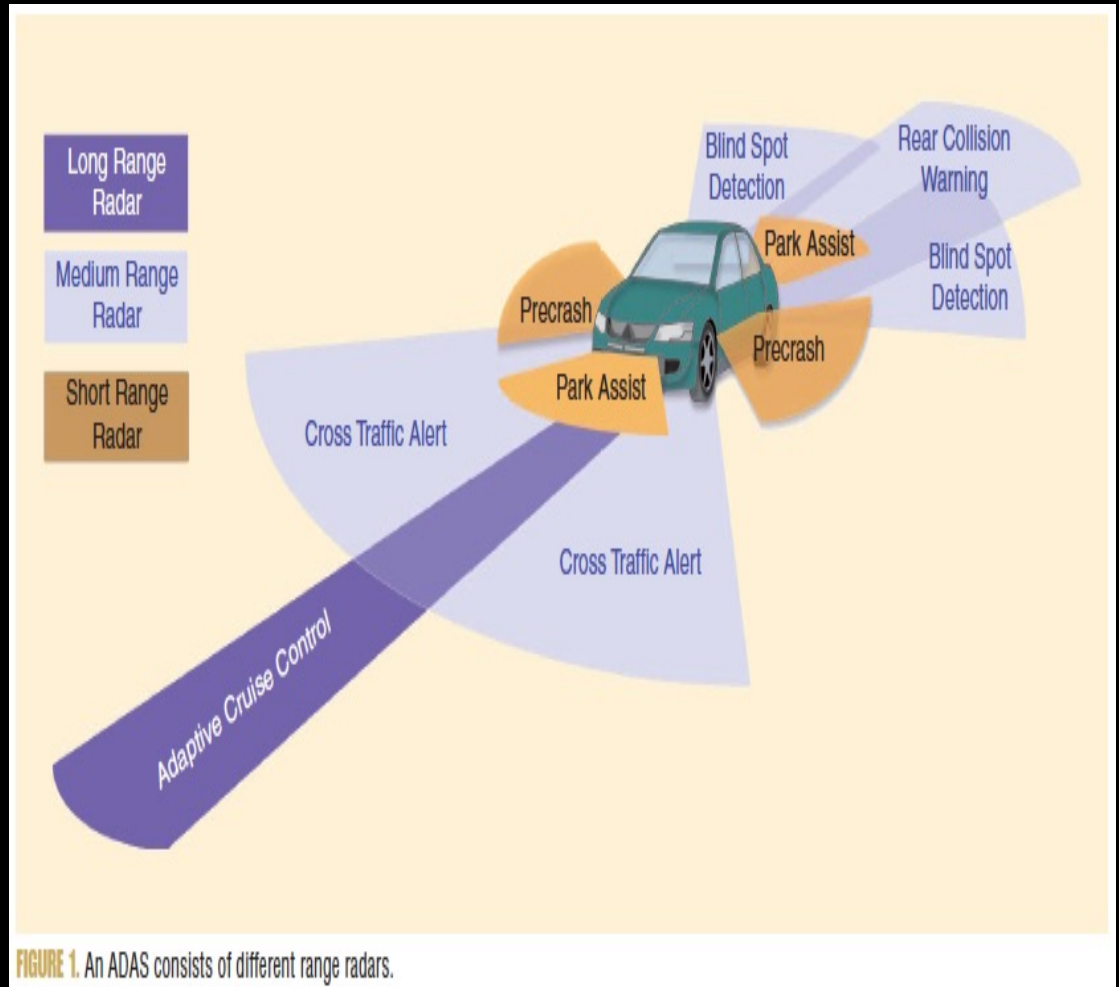 Long Range
Radar
Medium Range
Radar
Short Range
Radar
Blind Spot
Detection
Rear Collision
Warning
Park Assist
Blind Spot
Detection
Precrash
Precrash
Park Assist
Cross Traffic Alert
Cross Traffic Alert
Adaptive Cruise Control
FIGURE 1. An ADAS consists of different range radars.